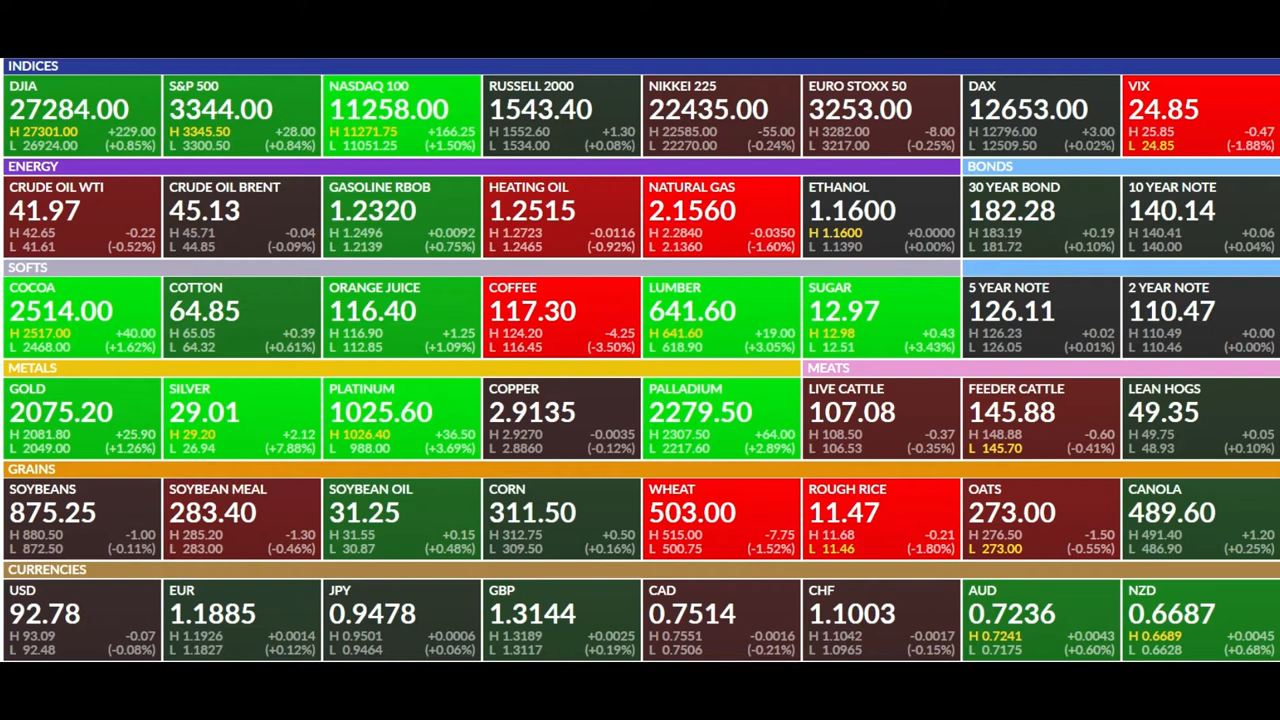 INDICES
DJIA
27284.00
H 27301.00 +229.00
L 26924.00 (+0.85%)
S&P 500
3344.00
H 3345.50 +28.00
L 3300.50 (+0.84%)
NASDAQ 100
11258.00
H 11271.75 +166.25
L 11051.25 (+1.50%)
RUSSELL 2000
1543.40
H 1552.60 +1.30
L 1534.00 (+0.08%)
NIKKEI 225
22435.00
H 22585.00 -55.00
L 22270.00 (-0.24%)
EURO STOXX 50
3253.00
H 3282.00 -8.00
L 3217.00 (-0.25%)
DAX
12653.00
H 12796.00 +3.00
L 12509.50 (+0.02%)
VIX
24.85
H 25.85 -0.47
L 24.85 (-1.88%)
ENERGY
BONDS
CRUDE OIL WTI
41.97
H 42.65 -0.22
L 41.61 (-0.52%)
CRUDE OIL BRENT
45.13
H 45.71 -0.04
L 44.85 (-0.09%)
GASOLINE RBOB
1.2320
H 1.2496 +0.0092
L 1.2139 (+0.75%)
HEATING OIL
1.2515
H 1.2723 -0.0116
L 1.2465 (-0.92%)
NATURAL GAS
2.1560
H 2.2840 -0.0350
L 2.1360 (-1.60%)
ETHANOL
1.1600
H 1.1600 +0.0000
L 1.1390 (+0.00%)
30 YEAR BOND
182.28
H 183.19 +0.19
L 181.72 (+0.10%)
10 YEAR NOTE
140.14
H 140.41 +0.06
L 140.00 (+0.04%)
SOFTS
COCOA
2514.00
H 2517.00 +40.00
L 2468.00 (+1.62%)
COTTON
64.85
H 65.05 +0.39
L 64.32 (+0.61%)
ORANGE JUICE
116.40
H 116.90 +1.25
L 112.85 (+1.09%)
COFFEE
117.30
H 124.20 -4.25
L 116.45 (-3.50%)
LUMBER
641.60
H 641.60 +19.00
L 618.90 (+3.05%)
SUGAR
12.97
H 12.98 +0.43
L 12.51 (+3.43%)
5 YEAR NOTE
126.11
H 126.23 +0.02
L 126.05 (+0.01%)
2 YEAR NOTE
110.47
H 110.49 +0.00
L 110.46 (+0.00%)
METALS
MEATS
GOLD
2075.20
H 2081.80 +25.90
L 2049.00 (+1.26%)
SILVER
29.01
H 29.20 +2.12
L 26.94 (+7.88%)
PLATINUM
1025.60
H 1026.40 +36.50
L 988.00 (+3.69%)
COPPER
2.9135
H 2.9270 -0.0035
L 2.8860 (-0.12%)
PALLADIUM
2279.50
H 2307.50 +64.00
L 2217.60 (+2.89%)
LIVE CATTLE
107.08
H 108.50 -0.37
L 106.53 (-0.35%)
FEEDER CATTLE
145.88
H 148.88 -0.60
L 145.70 (-0.41%)
LEAN HOGS
49.35
H 49.75 +0.05
L 48.93 (+0.10%)
GRAINS
SOYBEANS
875.25
H 880.50 -1.00
L 872.50 (-0.11%)
SOYBEAN MEAL
283.40
H 285.20 -1.30
L 283.00 (-0.46%)
SOYBEAN OIL
31.25
H 31.55 +0.15
L 30.87 (+0.48%)
CORN
311.50
H 312.75 +0.50
L 309.50 (+0.16%)
WHEAT
503.00
H 515.00 -7.75
L 500.75 (-1.52%)
ROUGH RICE
11.47
H 11.68 -0.21
L 11.46 (-1.80%)
OATS
273.00
H 276.50 -1.50
L 273.00 (-0.55%)
CANOLA
489.60
H 491.40 +1.20
L 486.90 (+0.25%)
CURRENCIES
USD
92.78
H 93.09 -0.07
L 92.48 (-0.08%)
EUR
1.1885
H 1.1926 +0.0014
L 1.1827 (+0.12%)
JPY
0.9478
H 0.9501 +0.0006
L 0.9464 (+0.06%)
GBP
1.3144
H 1.3189 +0.0025
L 1.3117 (+0.19%)
CAD
0.7514
H 0.7551 -0.0016
L 0.7506 (-0.21%)
CHF
1.1003
H 1.1042 -0.0017
L 1.0965 (-0.15%)
AUD
0.7236
H 0.7241 +0.0043
L 0.7175 (+0.60%)
NZD
0.6687
H 0.6689 +0.0045
L 0.6628 (+0.68%)